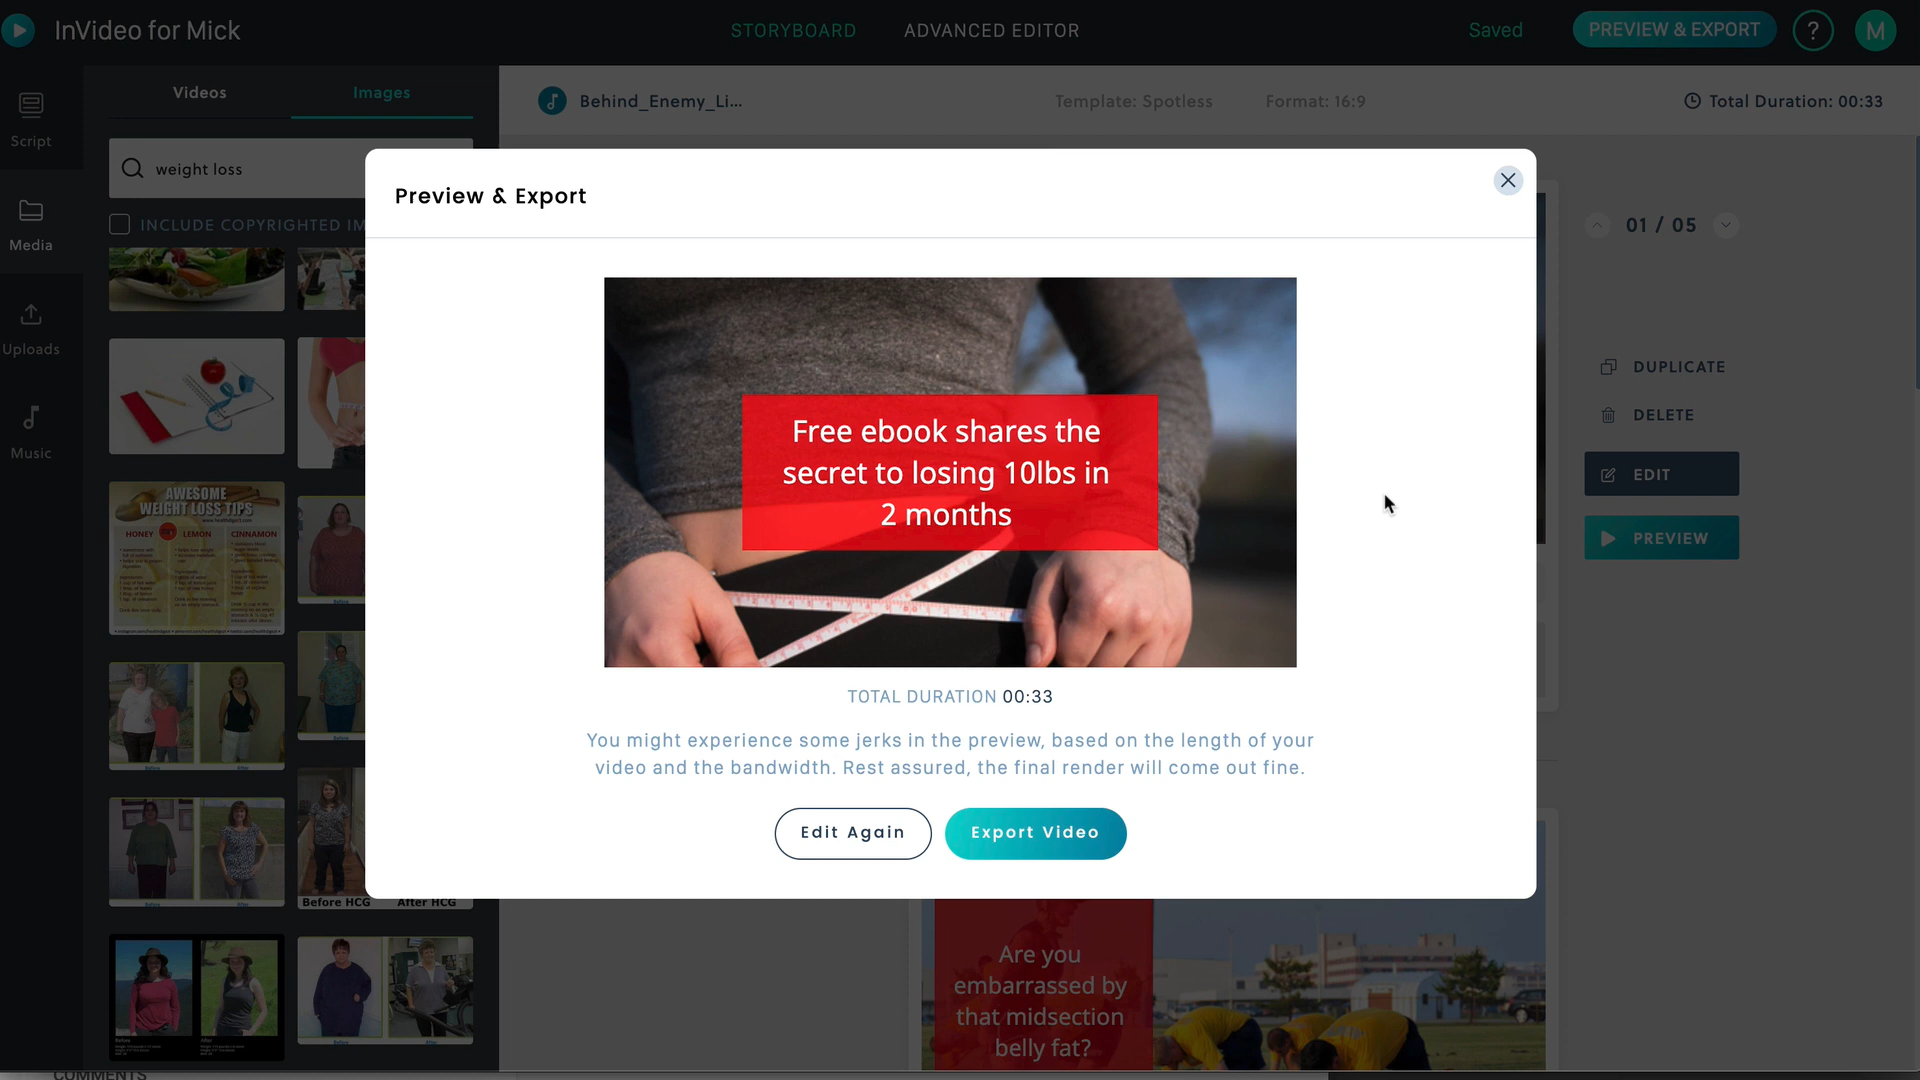 InVideo for Mick
STORYBOARD
ADVANCED EDITOR
Saved
PREVIEW & EXPORT
?
M
Script
Media
Uploads
Music
Videos
Images
weight loss
INCLUDE COPYRIGHTED IM
AWESOME
WEIGHT LOSS TIPS
HONEY
LEMON
CINNAMON
Before HCG
After HCG
Behind_Enemy_Li...
Template: Spotless
Format: 16:9
Total Duration: 00:33
Preview & Export
Free ebook shares the
secret to losing 10lbs in
2 months
TOTAL DURATION 00:33
You might experience some jerks in the preview, based on the length of your
video and the bandwidth. Rest assured, the final render will come out fine.
Edit Again
Export Video
01 / 05
DUPLICATE
DELETE
EDIT
PREVIEW
Are you
embarrassed by
that midsection
belly fat?
COMMENTS